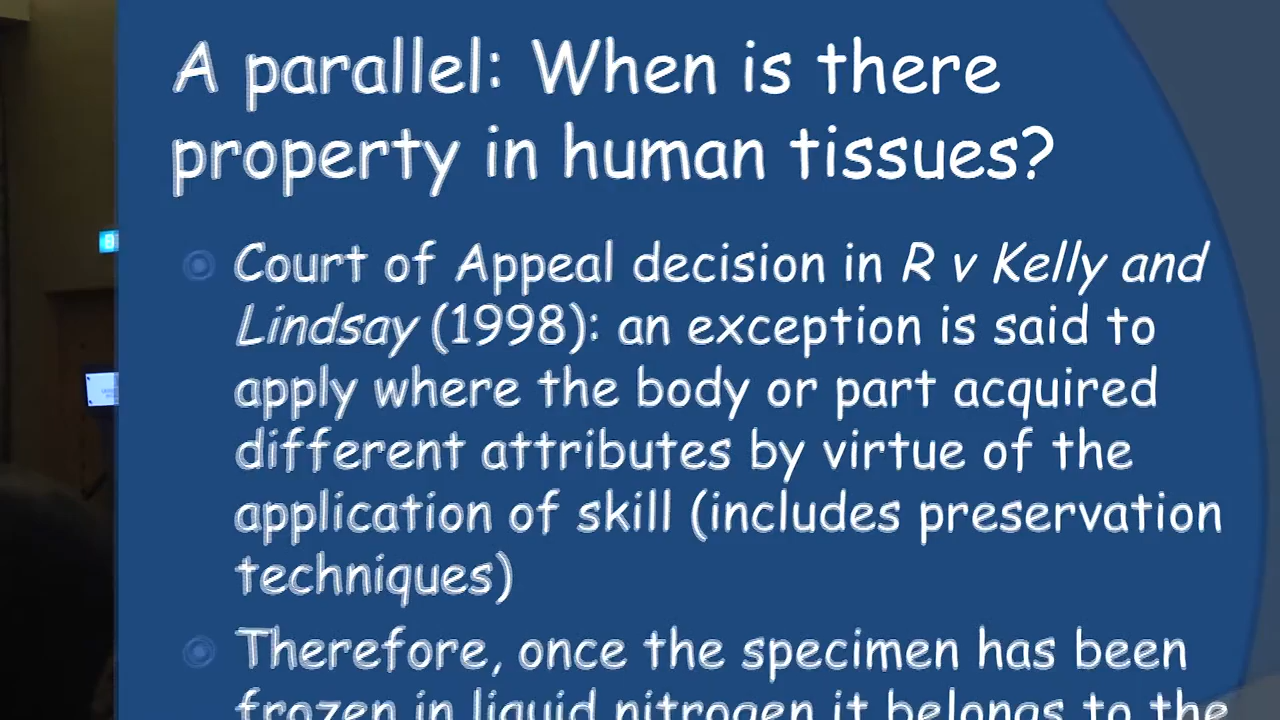 A parallel: When is there
property in human tissues?
Court of Appeal decision in R v Kelly and
Lindsay (1998): an exception is said to
apply where the body or part acquired
different attributes by virtue of the
application of skill (includes preservation
techniques)
Therefore, once the specimen has been
frozen in liquid nitrogen it belongs to the